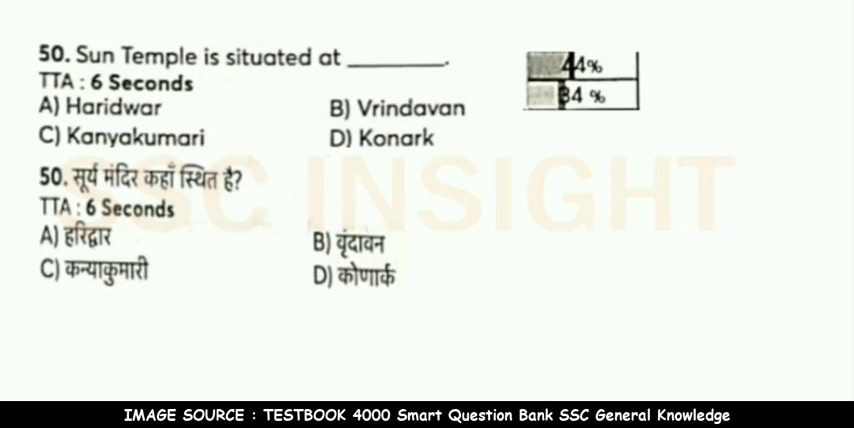 50. Sun Temple is situated at ________.
44%
TTA : 6 Seconds
34 %
A) Haridwar B) Vrindavan
C) Kanyakumari D) Konark
SSC INSIGHT
50. सूर्य मंदिर कहाँ स्थित है?
TTA : 6 Seconds
A) हरिद्वार B) वृंदावन
C) कन्याकुमारी D) कोणार्क
IMAGE SOURCE : TESTBOOK 4000 Smart Question Bank SSC General Knowledge